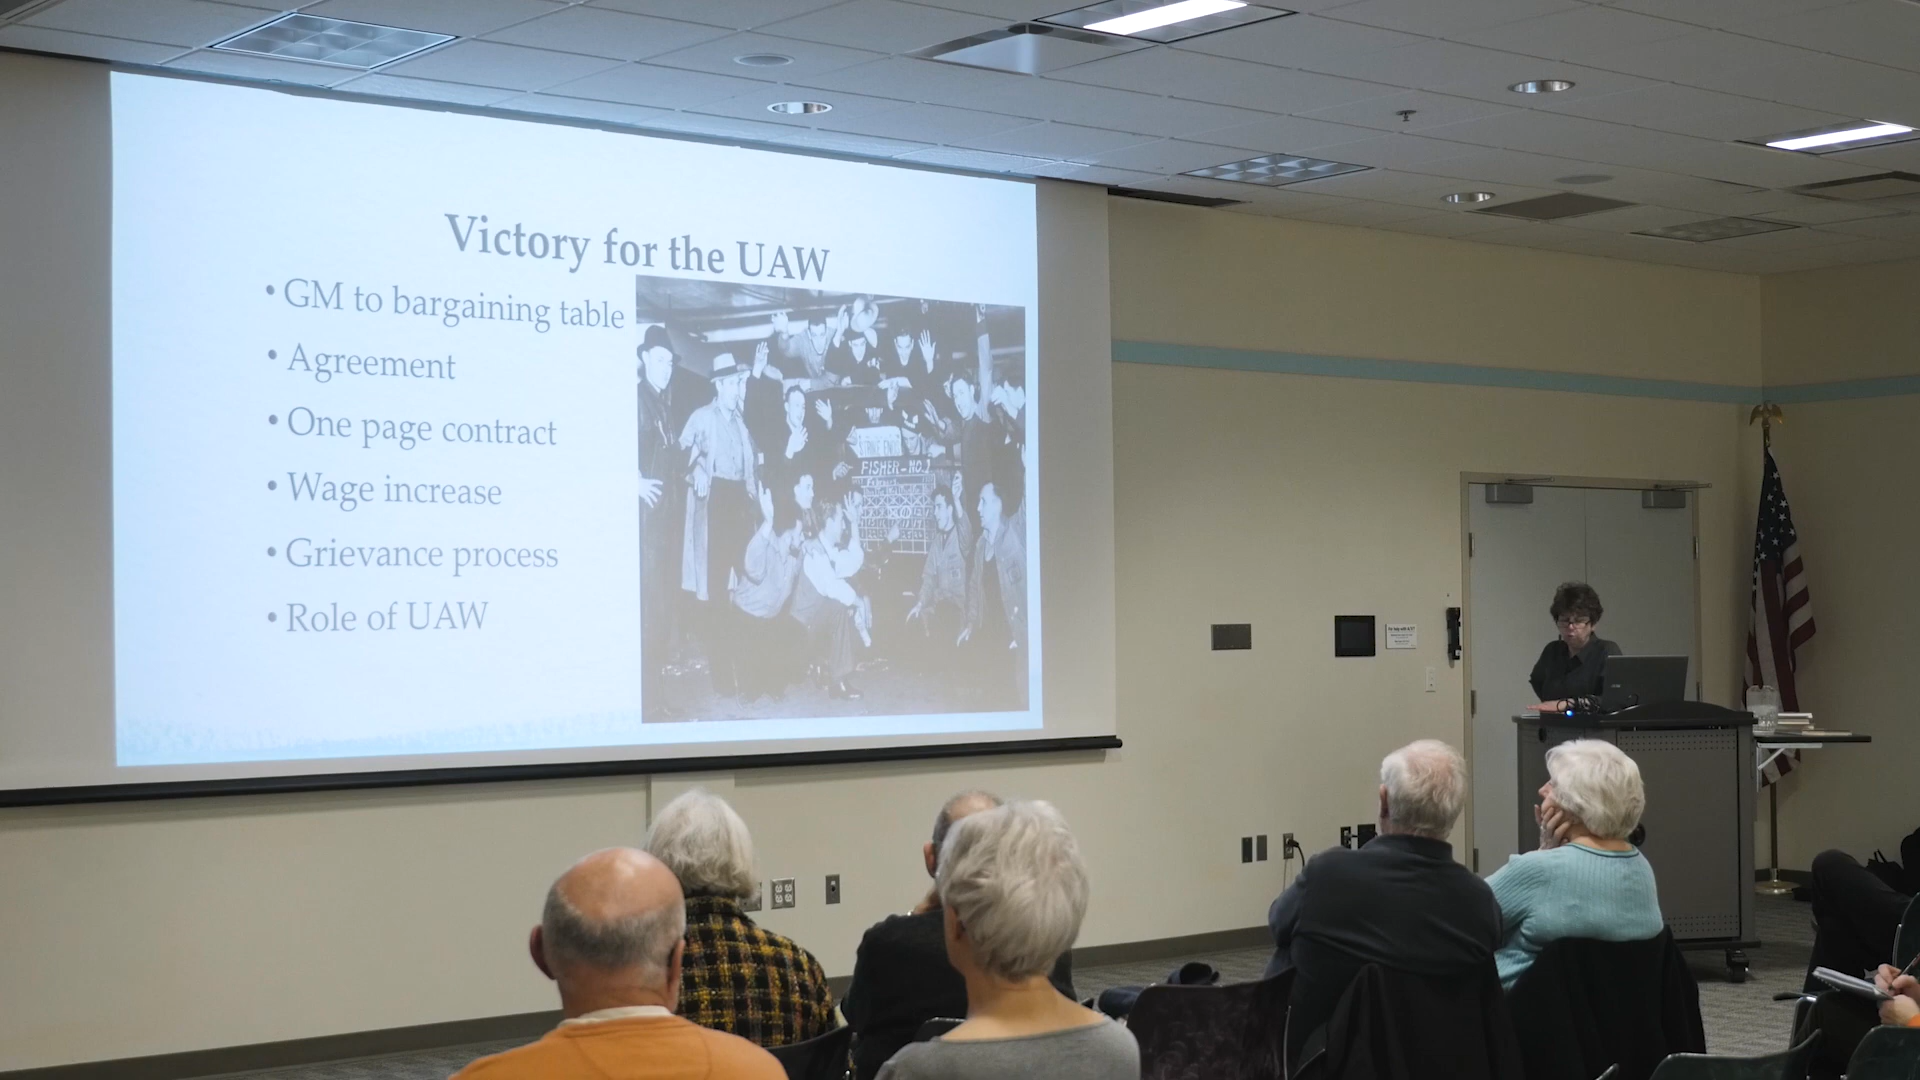 Victory for the UAW
• GM to bargaining table
• Agreement
• One page contract
• Wage increase
• Grievance process
• Role of UAW
FISHER-NO.1